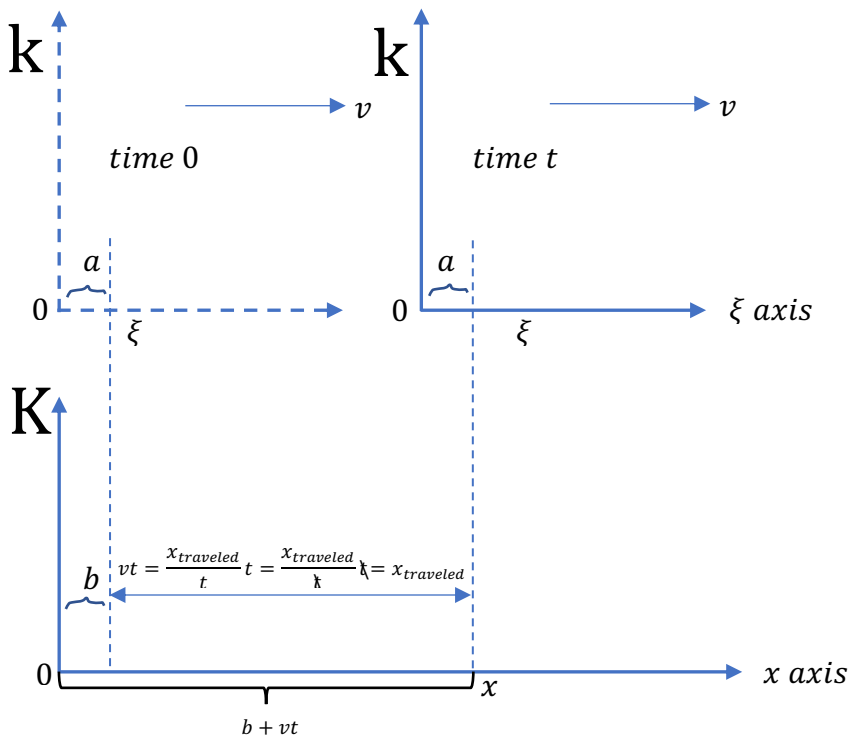 k
k
v
v
time 0
time t
a
a
0
0
ξ axis
ξ
ξ
K
vt = x_traveled/t t = x_traveled/t t = x_traveled
b
0
x axis
x
b + vt